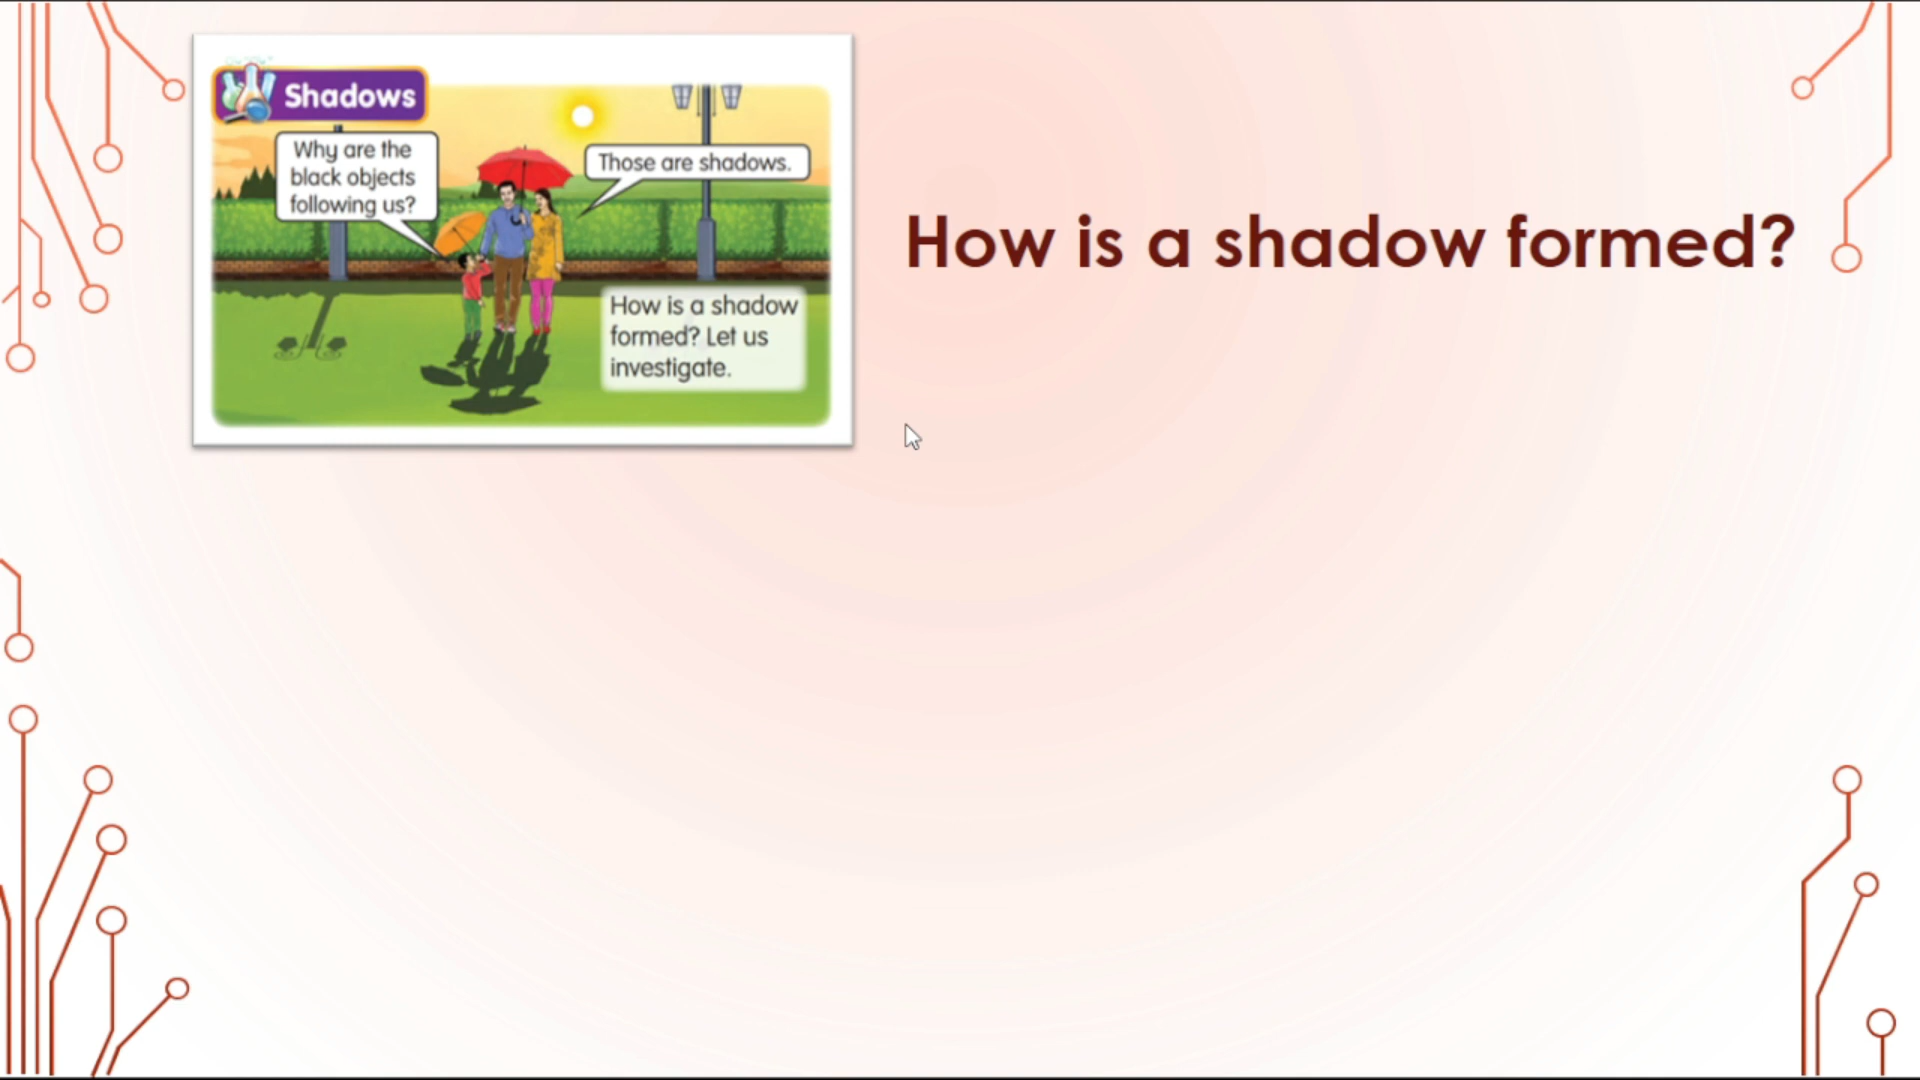 Shadows
Why are the
black objects
following us?
Those are shadows.
How is a shadow
formed? Let us
investigate.
How is a shadow formed?